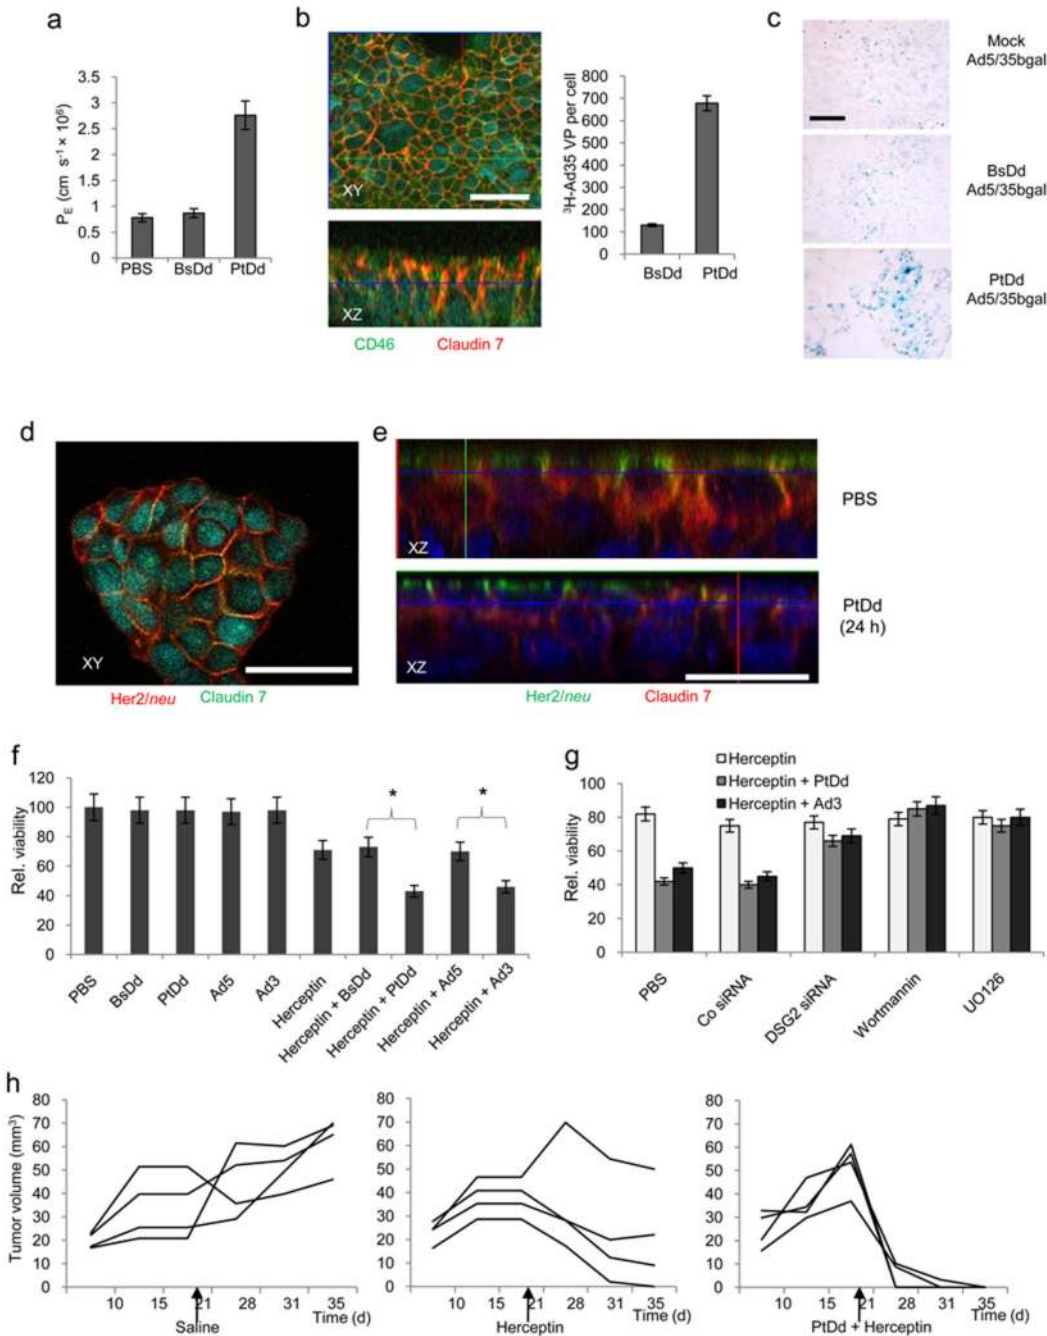 a
P_E (cm s⁻¹ × 10⁶)
3.5
3
2.5
2
1.5
1
0.5
0
PBS BsDd PtDd
b
XY
XZ
CD46 Claudin 7
³H-Ad35 VP per cell
800
700
600
500
400
300
200
100
0
BsDd PtDd
c
Mock
Ad5/35bgal
BsDd
Ad5/35bgal
PtDd
Ad5/35bgal
d
XY
Her2/neu Claudin 7
e
XZ
PBS
XZ
PtDd
(24 h)
Her2/neu Claudin 7
f
Rel. viability
120
100
80
60
40
20
0
* *
PBS
BsDd
PtDd
Ad5
Ad3
Herceptin
Herceptin + BsDd
Herceptin + PtDd
Herceptin + Ad5
Herceptin + Ad3
g
Herceptin
Herceptin + PtDd
Herceptin + Ad3
Rel. viability
100
80
60
40
20
0
PBS
Co siRNA
DSG2 siRNA
Wortmannin
UO126
h
Tumor volume (mm³)
80
70
60
50
40
30
20
10
0
10 15 21 28 31 35
Time (d)
Saline
80
70
60
50
40
30
20
10
0
10 15 21 28 31 35
Time (d)
Herceptin
80
70
60
50
40
30
20
10
0
10 15 21 28 31 35
Time (d)
PtDd + Herceptin